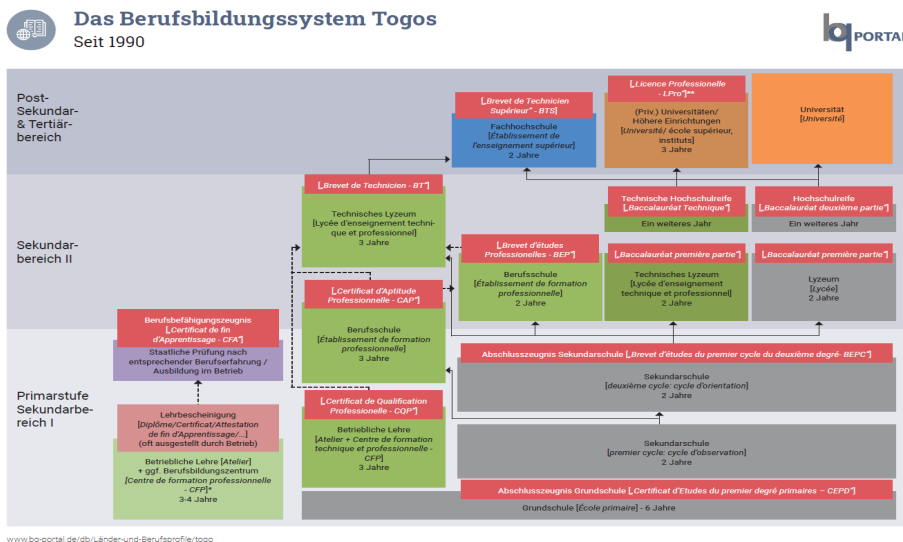 Das Berufsbildungssystem Togos
Seit 1990
bq PORTAL
Post-
Sekundar-
& Tertiär-
bereich
[„Brevet de Technicien
Supérieur" - BTS]
Fachhochschule
[Établissement de
l'enseignement supérieur]
2 Jahre
[„Licence Professionelle
- LPro"]**
(Priv.) Universitäten/
Höhere Einrichtungen
[Université/ école supérieur,
instituts]
3 Jahre
Universität
[Université]
Sekundar-
bereich II
[„Brevet de Technicien - BT"]
Technisches Lyzeum
[Lycée d'enseignement techni-
que et professionnel]
3 Jahre
Technische Hochschulreife
[„Baccalauréat Technique"]
Ein weiteres Jahr
Hochschulreife
[„Baccalauréat deuxième partie"]
Ein weiteres Jahr
[„Brevet d'études
Professionelles - BEP"]
Berufsschule
[Établissement de formation
professionelle]
2 Jahre
[„Baccalauréat première partie"]
Technisches Lyzeum
[Lycée d'enseignement
technique et professionnel]
2 Jahre
[„Baccalauréat première partie"]
Lyzeum
[Lycée]
2 Jahre
[„Certificat d'Aptitude
Professionelle - CAP"]
Berufsschule
[Établissement de formation
professionelle]
3 Jahre
Primarstufe
Sekundarbe-
reich I
Berufsbefähigungszeugnis
[„Certificat de fin
d'Apprentissage - CFA"]
Staatliche Prüfung nach
entsprechender Berufserfahrung /
Ausbildung im Betrieb
Lehrbescheinigung
[Diplôme/Certificat/Attestation
de fin d'Apprentissage/...]
(oft ausgestellt durch Betrieb)
Betriebliche Lehre [Atelier]
+ ggf. Berufsbildungszentrum
[Centre de formation professionelle
- CFP]*
3-4 Jahre
[„Certificat de Qualification
Professionelle - CQP"]
Betriebliche Lehre
[Atelier + Centre de formation
technique et professionelle -
CFP]
3 Jahre
Abschlusszeugnis Sekundarschule [„Brevet d'études du premier cycle du deuxième degré- BEPC"]
Sekundarschule
[deuxième cycle: cycle d'orientation]
2 Jahre
Sekundarschule
[premier cycle: cycle d'observation]
2 Jahre
Abschlusszeugnis Grundschule [„Certificat d'Etudes du premier degré primaires – CEPD"]
Grundschule [École primaire] - 6 Jahre
www.bq-portal.de/db/Länder-und-Berufsprofile/togo